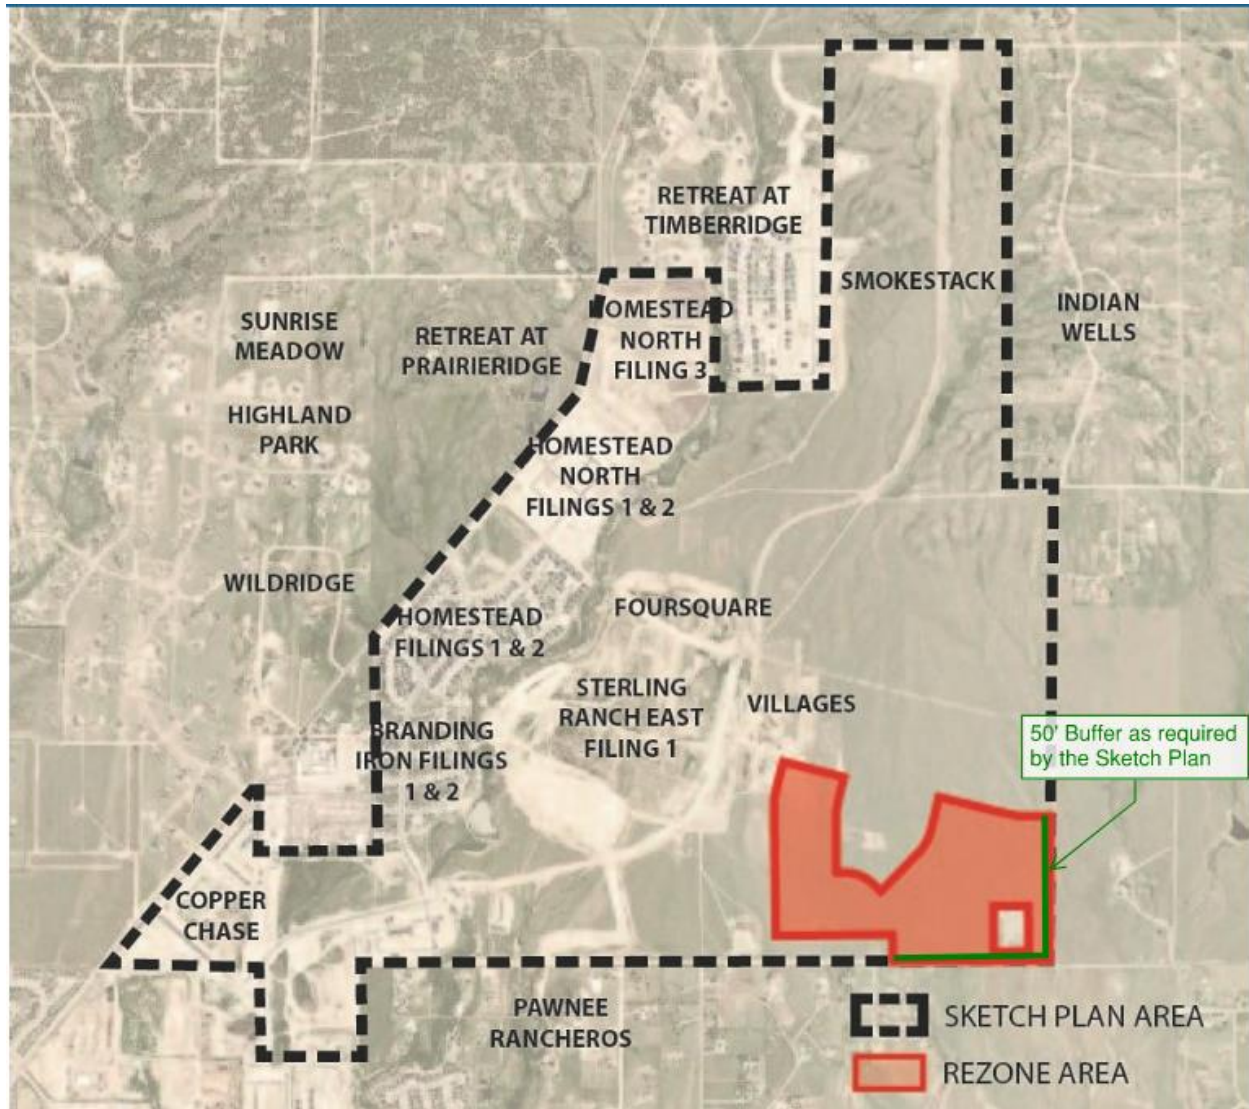 RETREAT AT
TIMBERRIDGE
SMOKESTACK
INDIAN
WELLS
SUNRISE
MEADOW
RETREAT AT
PRAIRIERIDGE
HOMESTEAD
NORTH
FILING 3
HIGHLAND
PARK
HOMESTEAD
NORTH
FILINGS 1 & 2
WILDRIDGE
HOMESTEAD
FILINGS 1 & 2
FOURSQUARE
STERLING
RANCH EAST
FILING 1
VILLAGES
BRANDING
IRON FILINGS
1 & 2
50' Buffer as required
by the Sketch Plan
COPPER
CHASE
PAWNEE
RANCHEROS
SKETCH PLAN AREA
REZONE AREA